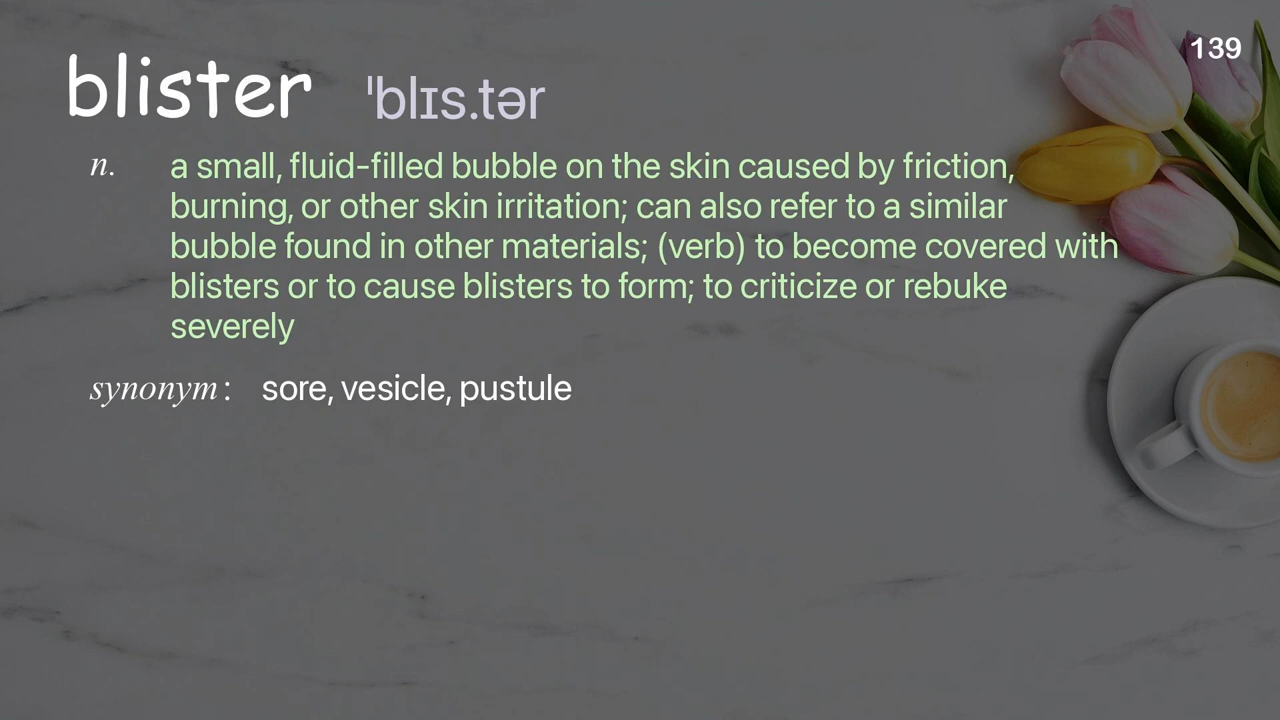 139
blister ˈblɪs.tər
n. a small, fluid-filled bubble on the skin caused by friction,
burning, or other skin irritation; can also refer to a similar
bubble found in other materials; (verb) to become covered with
blisters or to cause blisters to form; to criticize or rebuke
severely
synonym: sore, vesicle, pustule